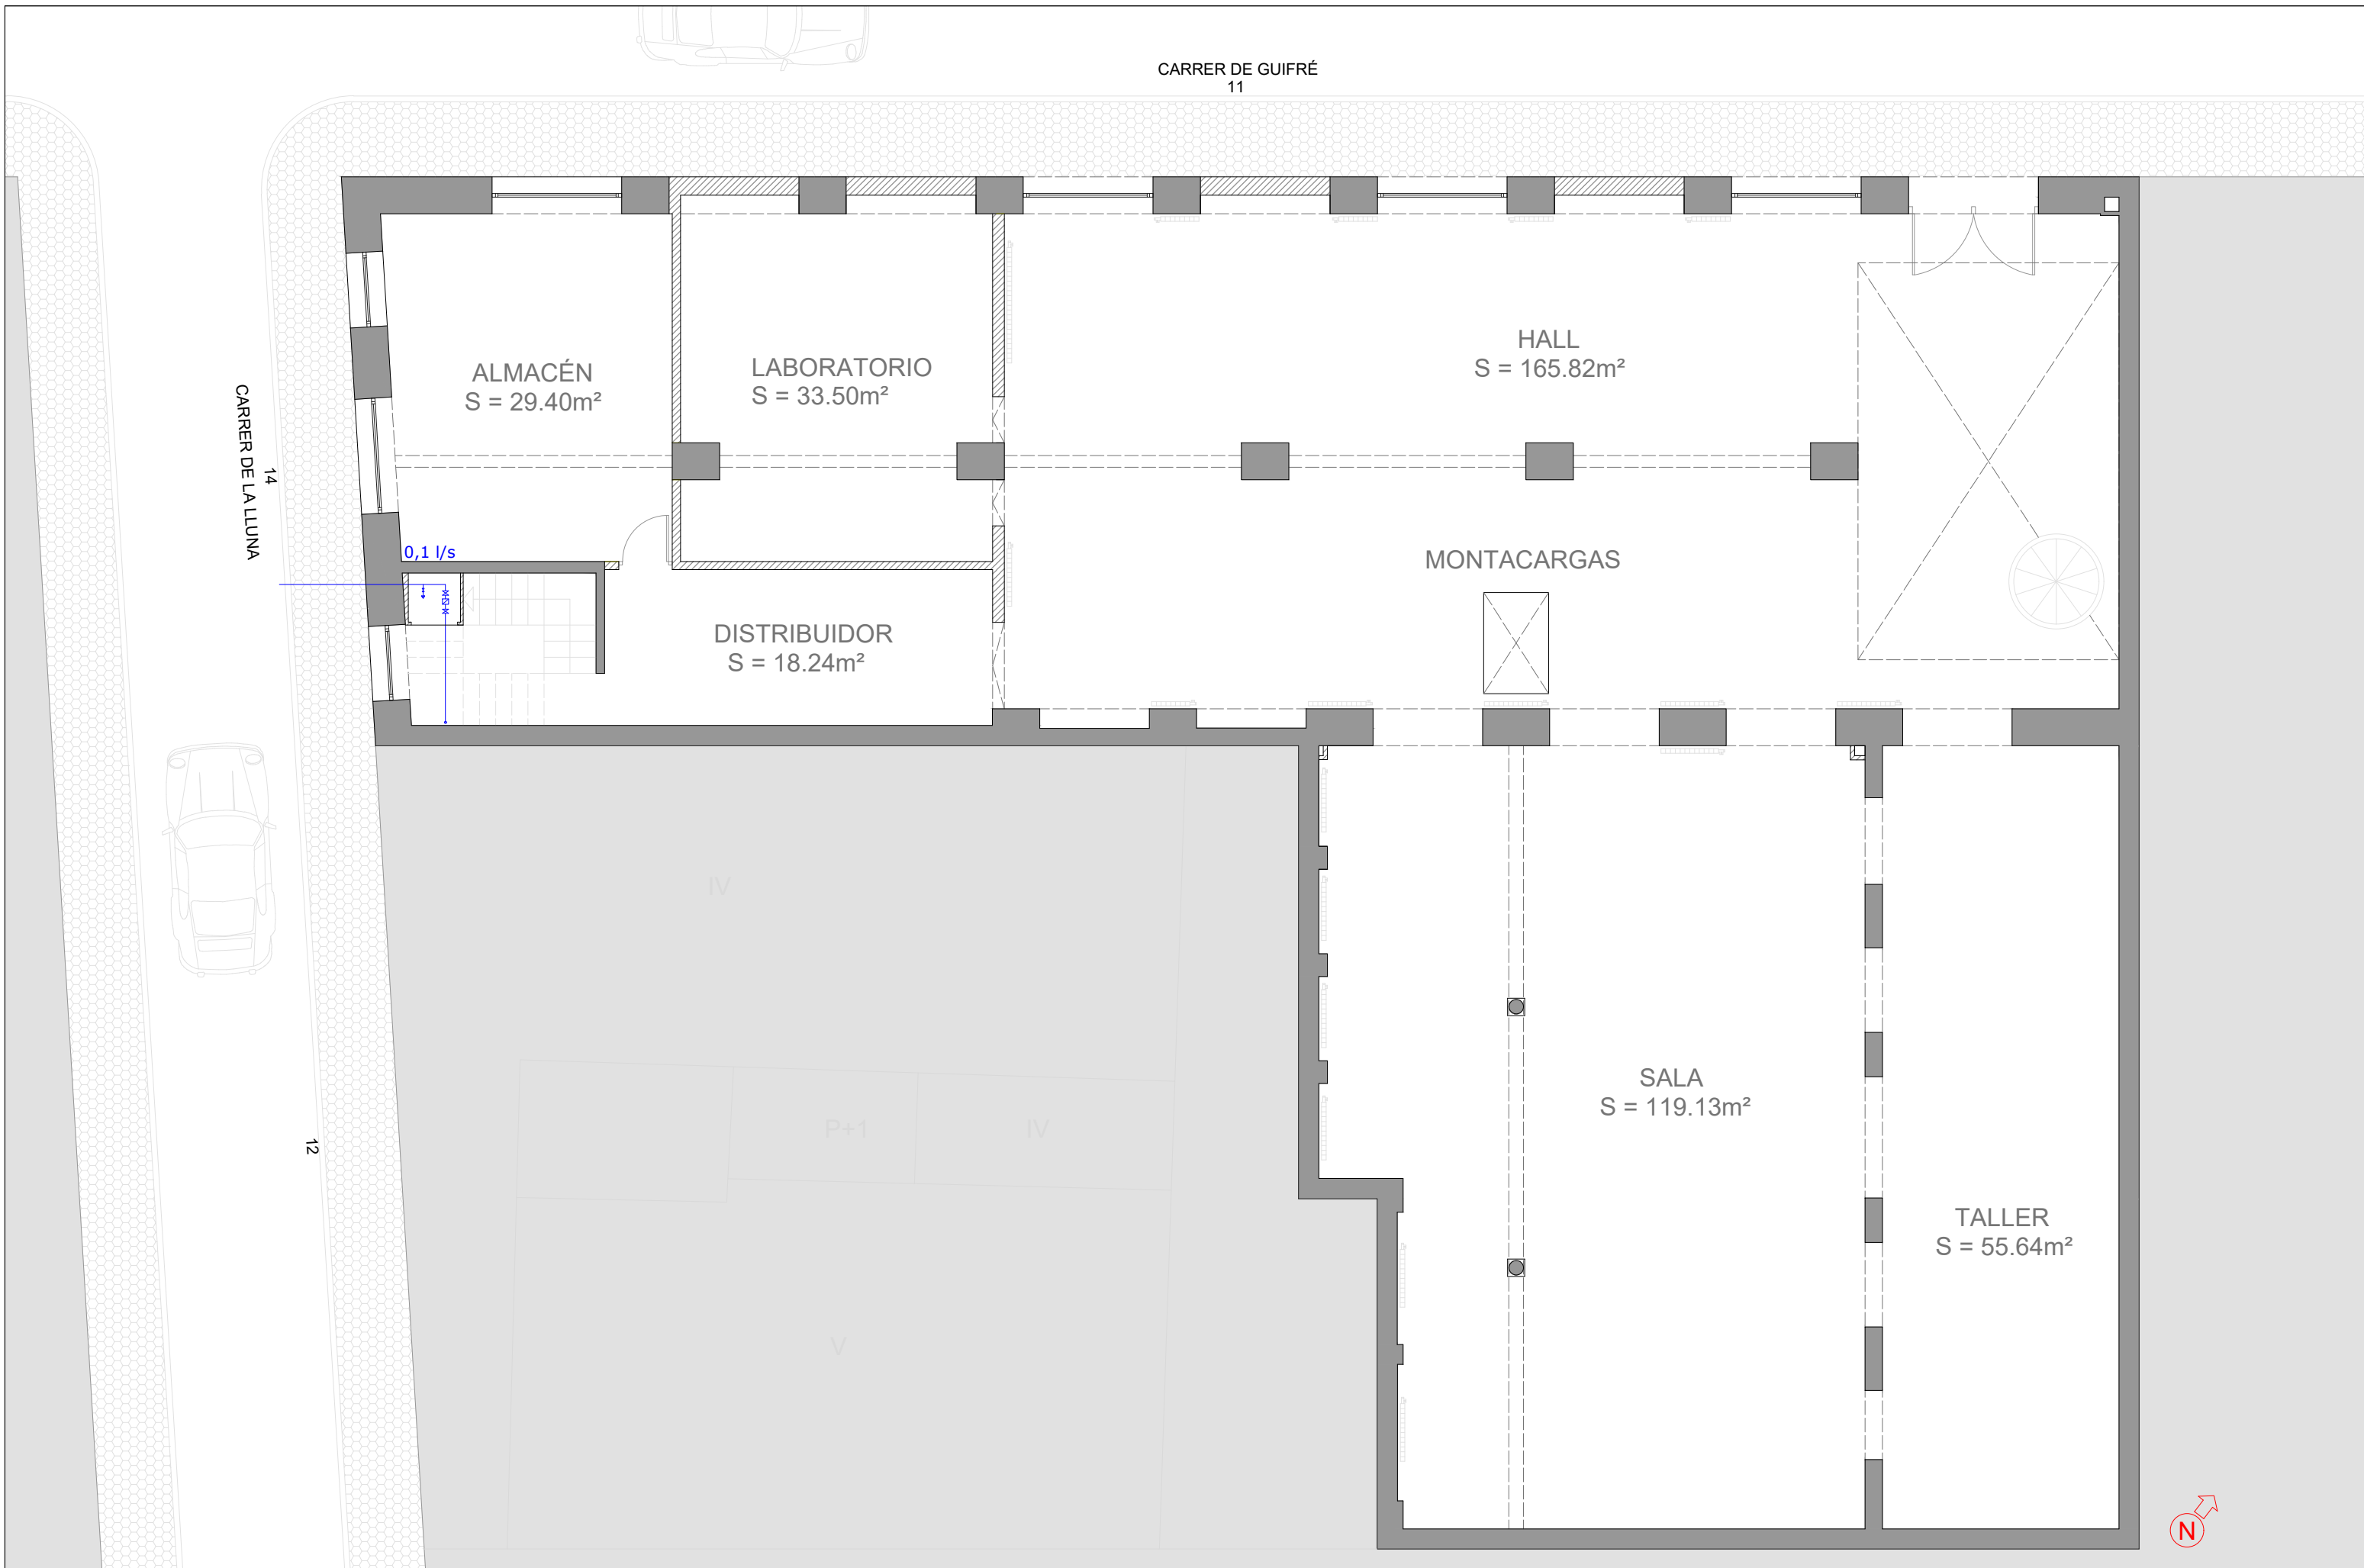 CARRER DE GUIFRÉ
11
HALL
S = 165.82m²
ALMACÉN
S = 29.40m²
LABORATORIO
S = 33.50m²
CARRER DE LA LLUNA
14
0,1 l/s
MONTACARGAS
DISTRIBUIDOR
S = 18.24m²
IV
SALA
S = 119.13m²
P+1
IV
12
TALLER
S = 55.64m²
V
N